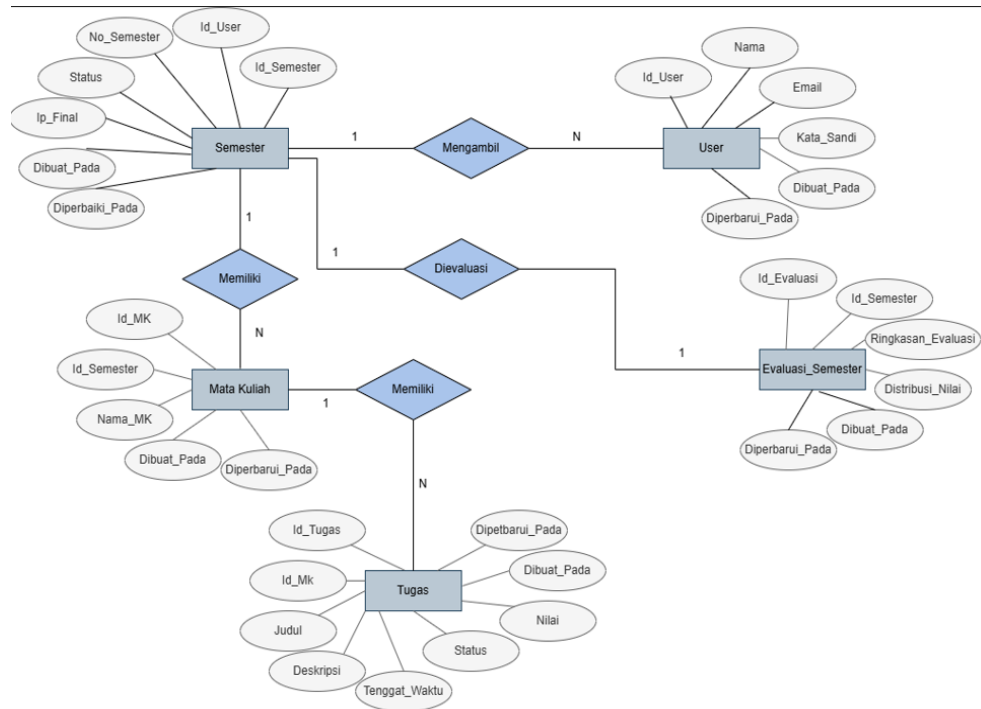 Id_User
No_Semester
Id_Semester
Status
Ip_Final
Semester
Dibuat_Pada
Diperbaiki_Pada
1
Mengambil
N
Nama
Id_User
Email
Kata_Sandi
User
Dibuat_Pada
Diperbarui_Pada
1
Memiliki
N
1
Dievaluasi
1
Id_Evaluasi
Id_Semester
Ringkasan_Evaluasi
Evaluasi_Semester
Distribusi_Nilai
Dibuat_Pada
Diperbarui_Pada
Id_MK
Id_Semester
Mata Kuliah
Nama_MK
Dibuat_Pada
Diperbarui_Pada
1
Memiliki
N
Id_Tugas
Dipetbarui_Pada
Id_Mk
Dibuat_Pada
Tugas
Judul
Nilai
Deskripsi
Status
Tenggat_Waktu